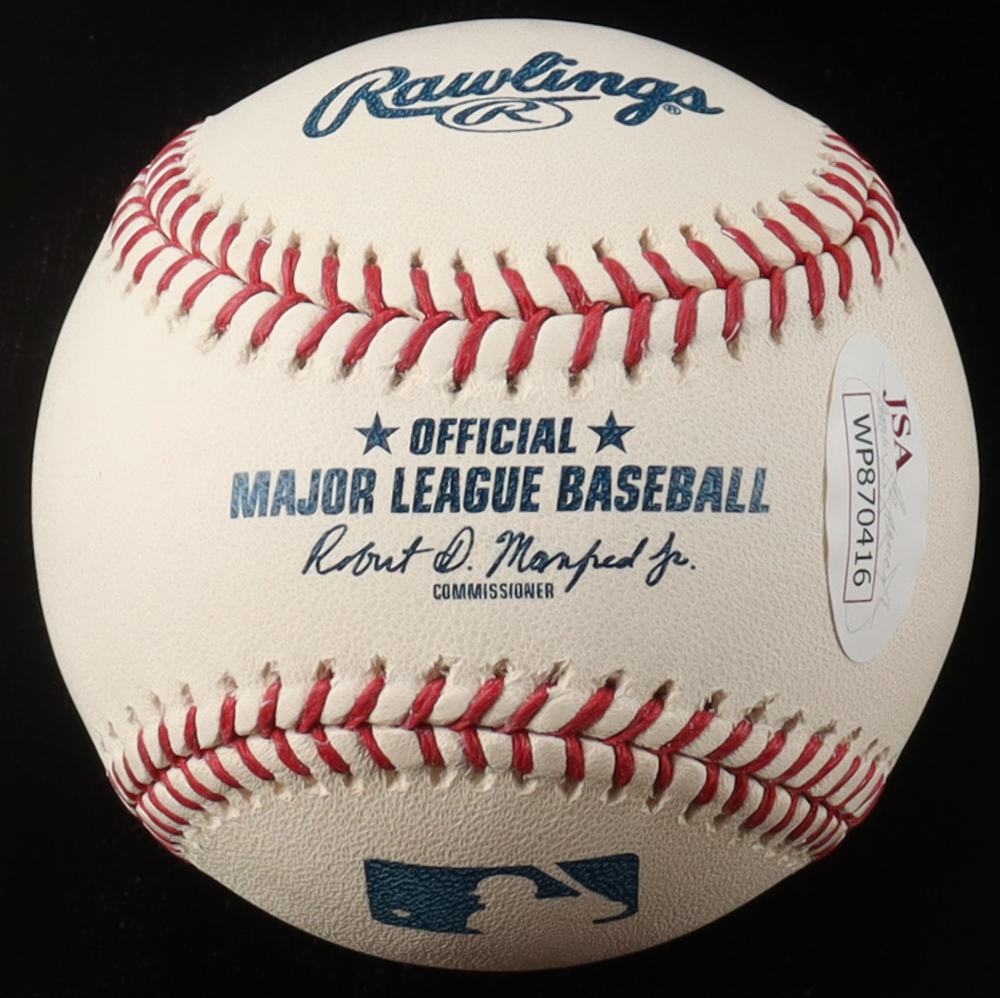 Rawlings®
R
★ OFFICIAL ★
MAJOR LEAGUE BASEBALL
Robert D. Manfred Jr.
COMMISSIONER
JSA
WP870416